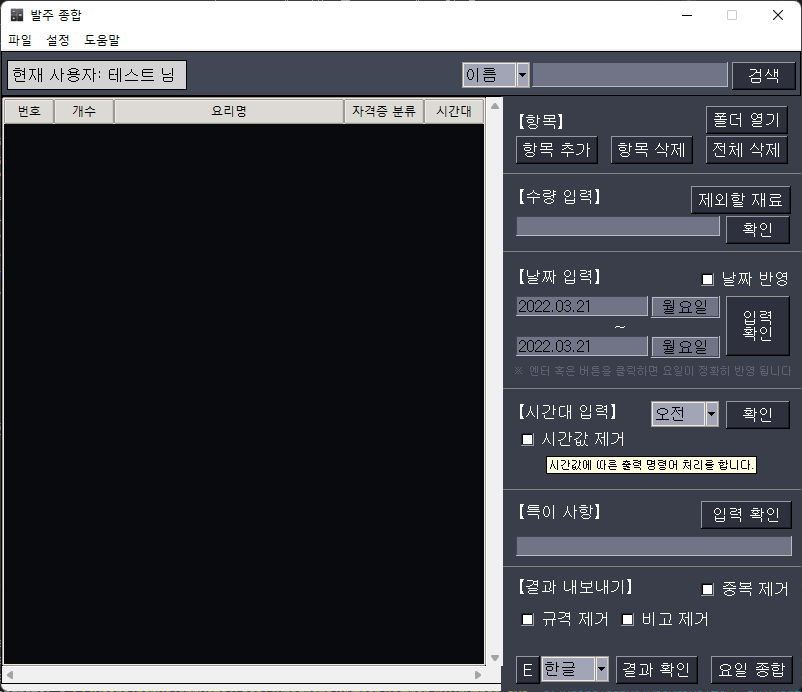 발주 종합
파일 설정 도움말
현재 사용자: 테스트 님 이름 검색
번호 개수 요리명 자격증 분류 시간대
【항목】 폴더 열기
항목 추가 항목 삭제 전체 삭제
【수량 입력】 제외할 재료
확인
【날짜 입력】 날짜 반영
2022.03.21 월요일 입력 확인
~
2022.03.21 월요일
※ 엔터 혹은 버튼을 클릭하면 요일이 정확히 반영 됩니다
【시간대 입력】 오전 확인
시간값 제거
시간값에 따른 출력 명령어 처리을 합니다.
【특이 사항】 입력 확인
【결과 내보내기】 중복 제거
규격 제거 비고 제거
E 한글 결과 확인 요일 종합